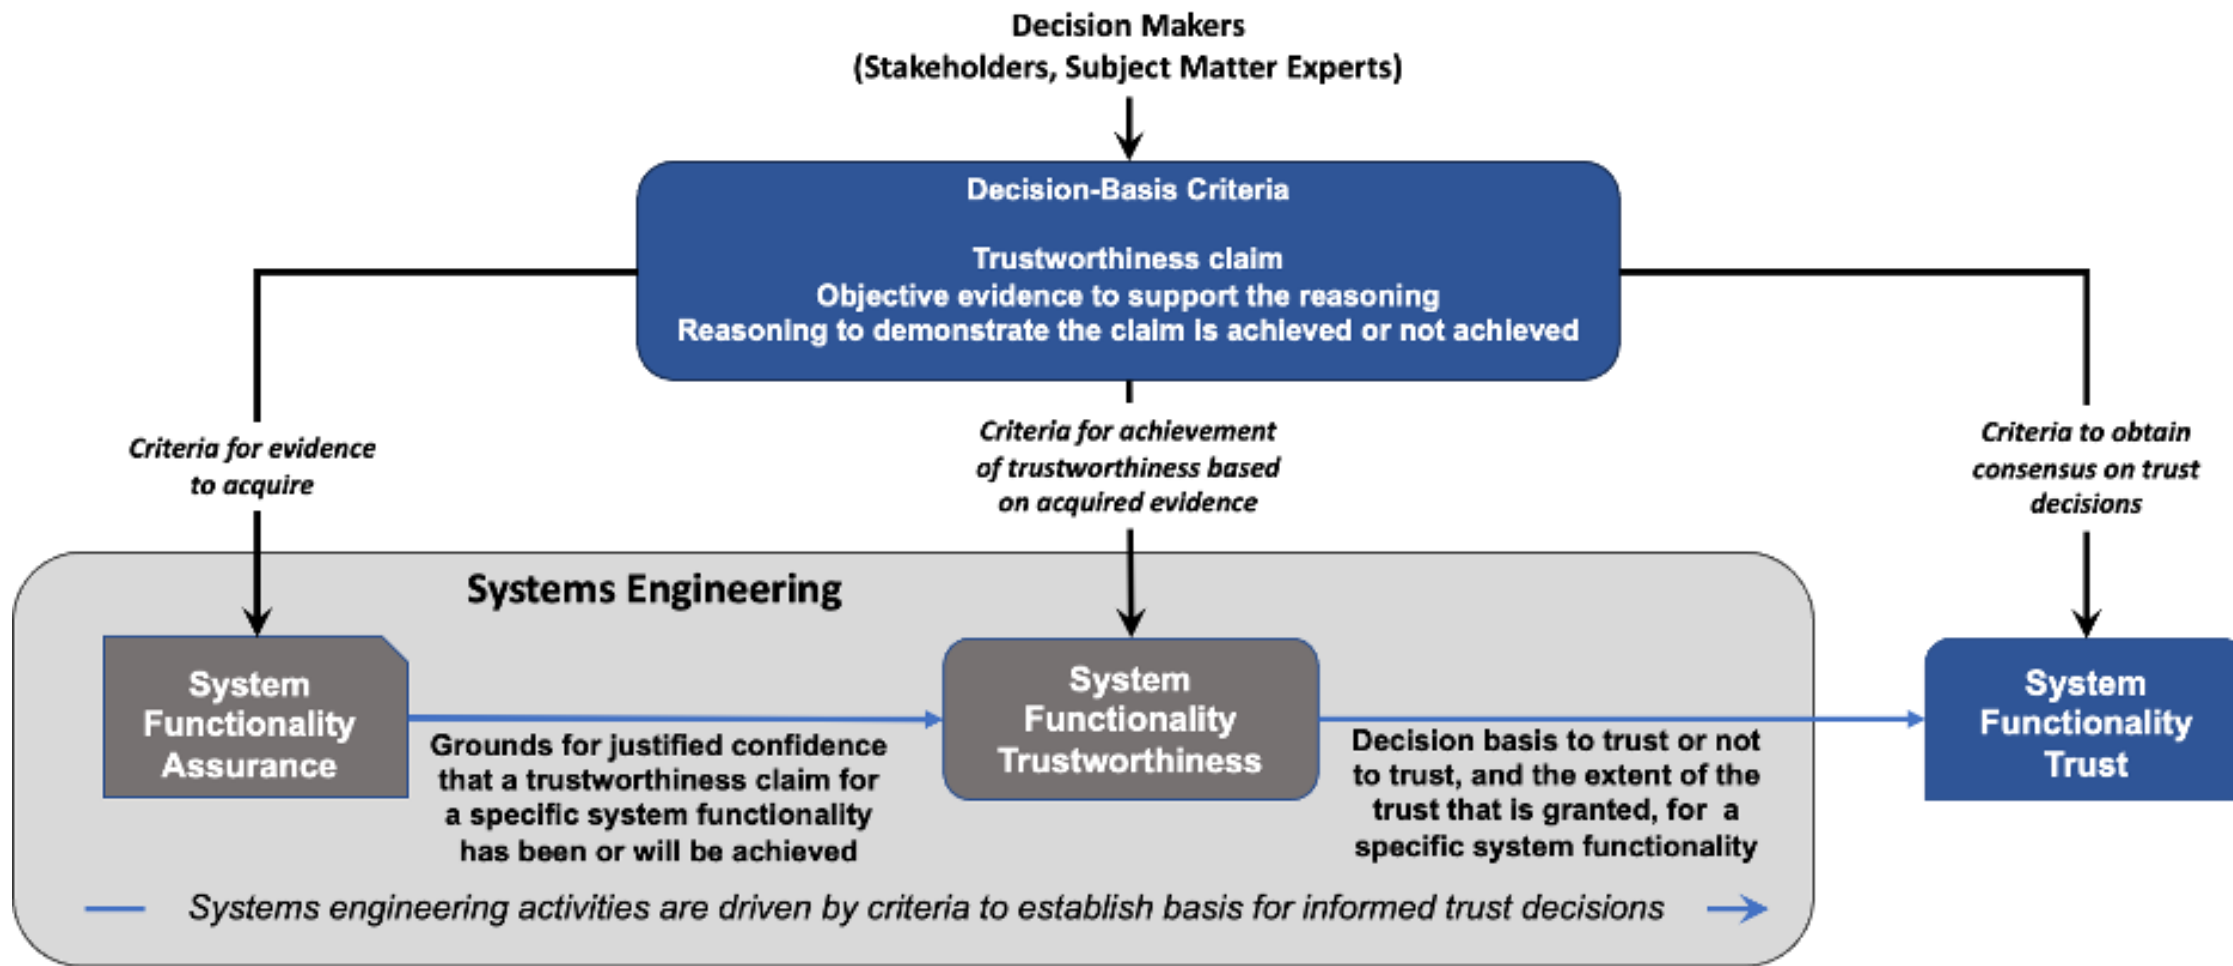 Decision Makers
(Stakeholders, Subject Matter Experts)
Decision-Basis Criteria
Trustworthiness claim
Objective evidence to support the reasoning
Reasoning to demonstrate the claim is achieved or not achieved
Criteria for evidence
to acquire
Criteria for achievement
of trustworthiness based
on acquired evidence
Criteria to obtain
consensus on trust
decisions
Systems Engineering
System
Functionality
Assurance
Grounds for justified confidence
that a trustworthiness claim for
a specific system functionality
has been or will be achieved
System
Functionality
Trustworthiness
Decision basis to trust or not
to trust, and the extent of the
trust that is granted, for a
specific system functionality
System
Functionality
Trust
Systems engineering activities are driven by criteria to establish basis for informed trust decisions